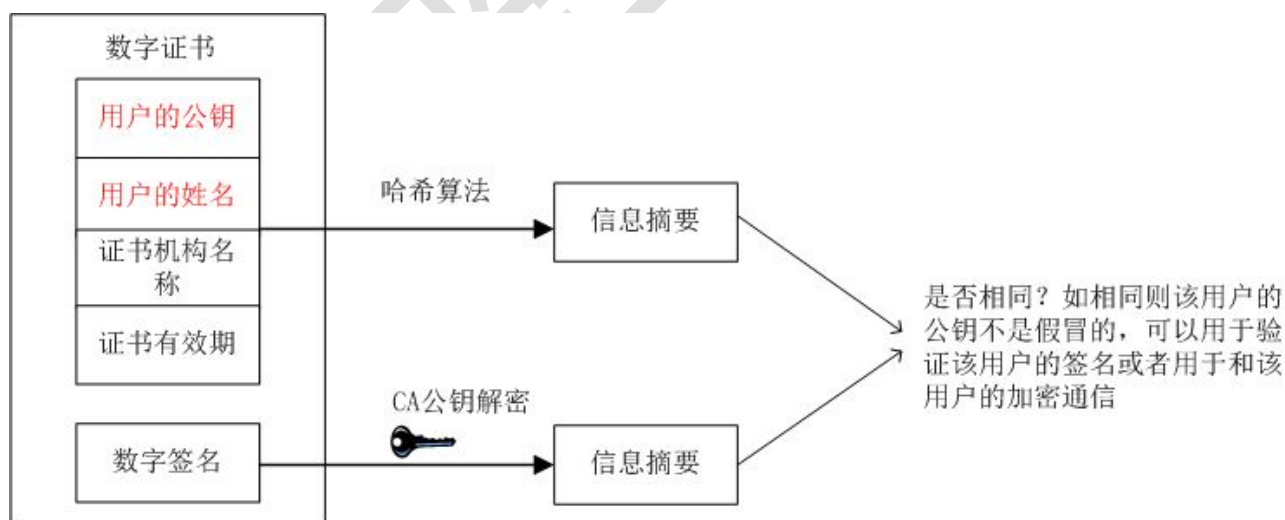 数字证书
用户的公钥
用户的姓名
证书机构名
称
证书有效期
数字签名
哈希算法
信息摘要
CA公钥解密
信息摘要
是否相同？如相同则该用户的
公钥不是假冒的，可以用于验
证该用户的签名或者用于和该
用户的加密通信